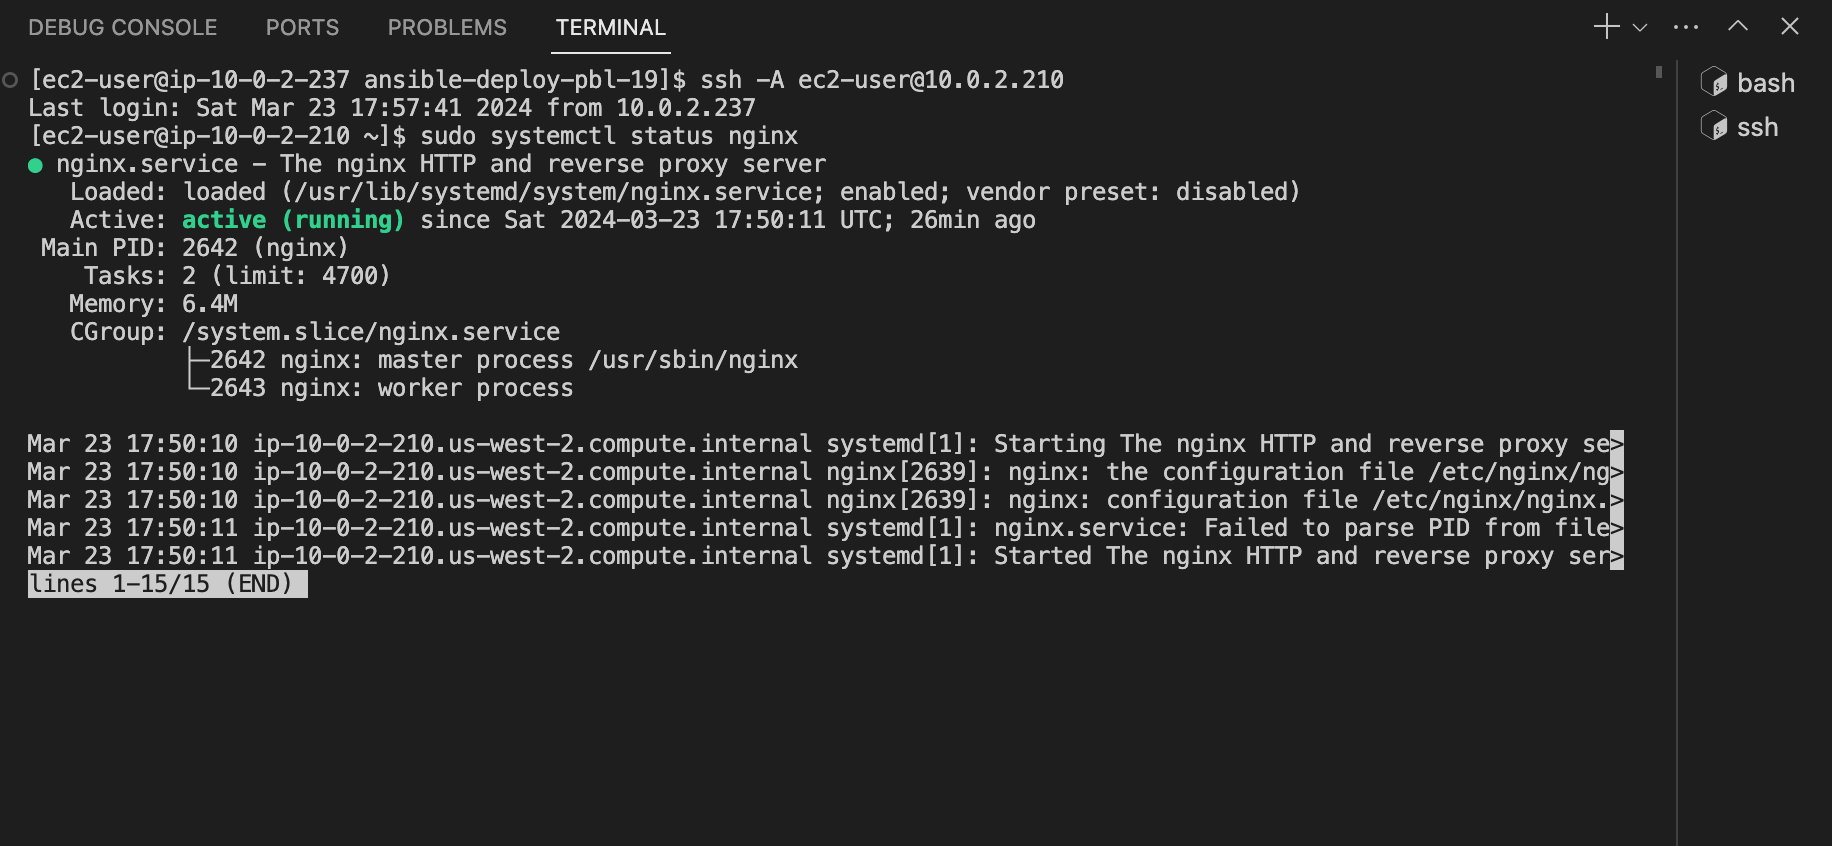 DEBUG CONSOLE PORTS PROBLEMS TERMINAL
[ec2-user@ip-10-0-2-237 ansible-deploy-pbl-19]$ ssh -A ec2-user@10.0.2.210
Last login: Sat Mar 23 17:57:41 2024 from 10.0.2.237
[ec2-user@ip-10-0-2-210 ~]$ sudo systemctl status nginx
● nginx.service - The nginx HTTP and reverse proxy server
   Loaded: loaded (/usr/lib/systemd/system/nginx.service; enabled; vendor preset: disabled)
   Active: active (running) since Sat 2024-03-23 17:50:11 UTC; 26min ago
 Main PID: 2642 (nginx)
    Tasks: 2 (limit: 4700)
   Memory: 6.4M
   CGroup: /system.slice/nginx.service
           ├─2642 nginx: master process /usr/sbin/nginx
           └─2643 nginx: worker process
Mar 23 17:50:10 ip-10-0-2-210.us-west-2.compute.internal systemd[1]: Starting The nginx HTTP and reverse proxy se>
Mar 23 17:50:10 ip-10-0-2-210.us-west-2.compute.internal nginx[2639]: nginx: the configuration file /etc/nginx/ng>
Mar 23 17:50:10 ip-10-0-2-210.us-west-2.compute.internal nginx[2639]: nginx: configuration file /etc/nginx/nginx.>
Mar 23 17:50:11 ip-10-0-2-210.us-west-2.compute.internal systemd[1]: nginx.service: Failed to parse PID from file>
Mar 23 17:50:11 ip-10-0-2-210.us-west-2.compute.internal systemd[1]: Started The nginx HTTP and reverse proxy ser>
lines 1-15/15 (END)
bash
ssh